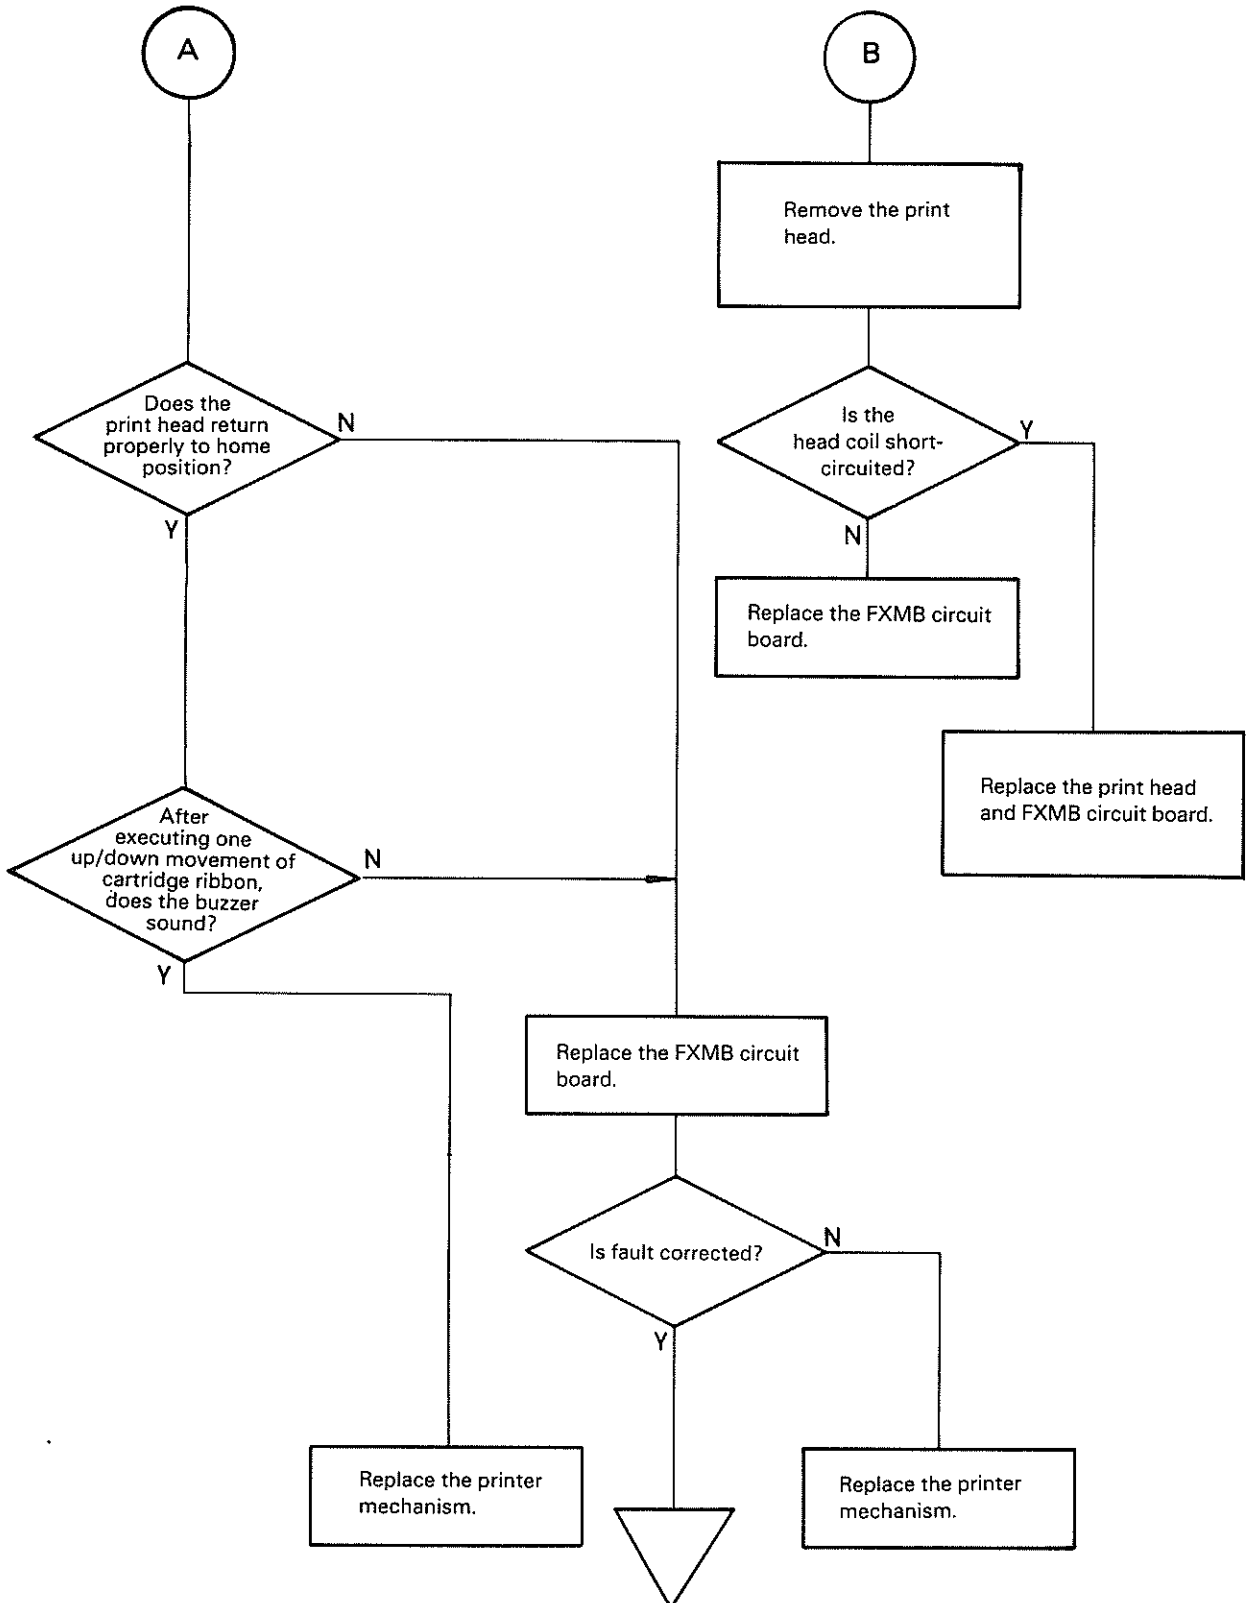 A
B
Remove the print
head.
Does the
print head return
properly to home
position?
N
Y
Is the
head coil short-
circuited?
Y
N
Replace the FXMB circuit
board.
Replace the print head
and FXMB circuit board.
After
executing one
up/down movement of
cartridge ribbon,
does the buzzer
sound?
N
Y
Replace the FXMB circuit
board.
Is fault corrected?
N
Y
Replace the printer
mechanism.
Replace the printer
mechanism.